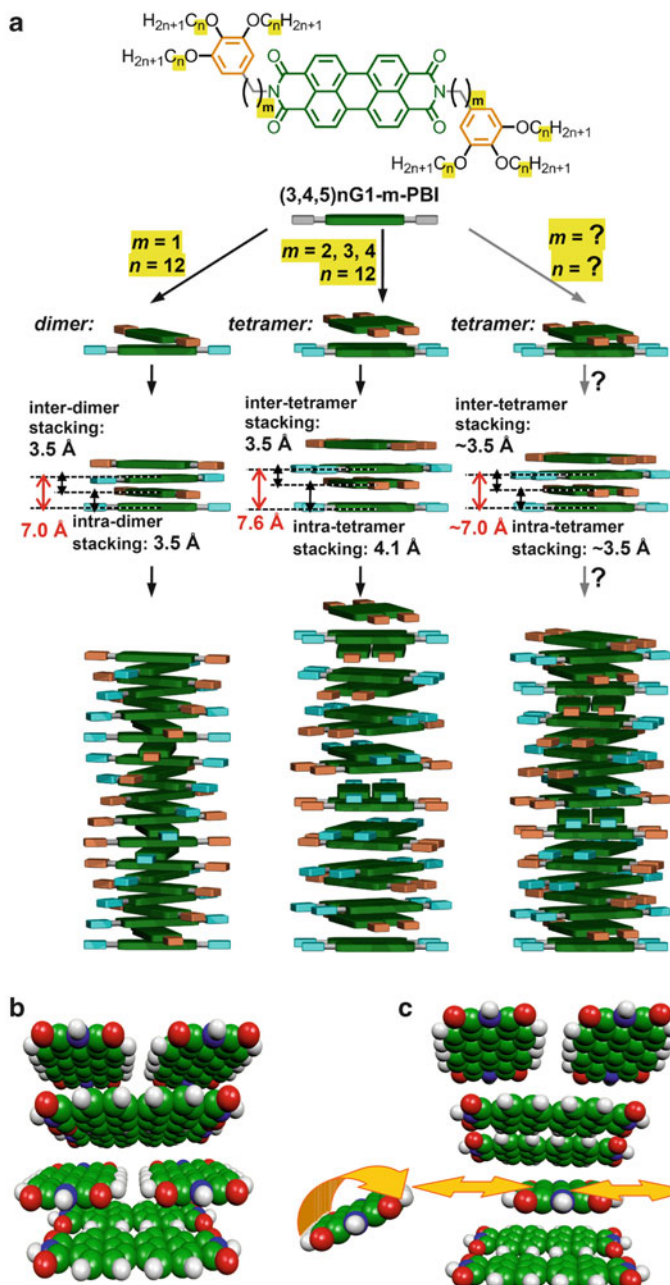 a
H2n+1CnO OCnH2n+1
H2n+1CnO
O O
N N
m m
O O
OCnH2n+1
H2n+1CnO OCnH2n+1
(3,4,5)nG1-m-PBI
m = 1
n = 12
m = 2, 3, 4
n = 12
m = ?
n = ?
dimer: tetramer: tetramer:
?
inter-dimer
stacking:
3.5 Å
inter-tetramer
stacking:
3.5 Å
inter-tetramer
stacking:
~3.5 Å
7.0 Å
intra-dimer
stacking: 3.5 Å
7.6 Å
intra-tetramer
stacking: 4.1 Å
~7.0 Å
intra-tetramer
stacking: ~3.5 Å
?
b c